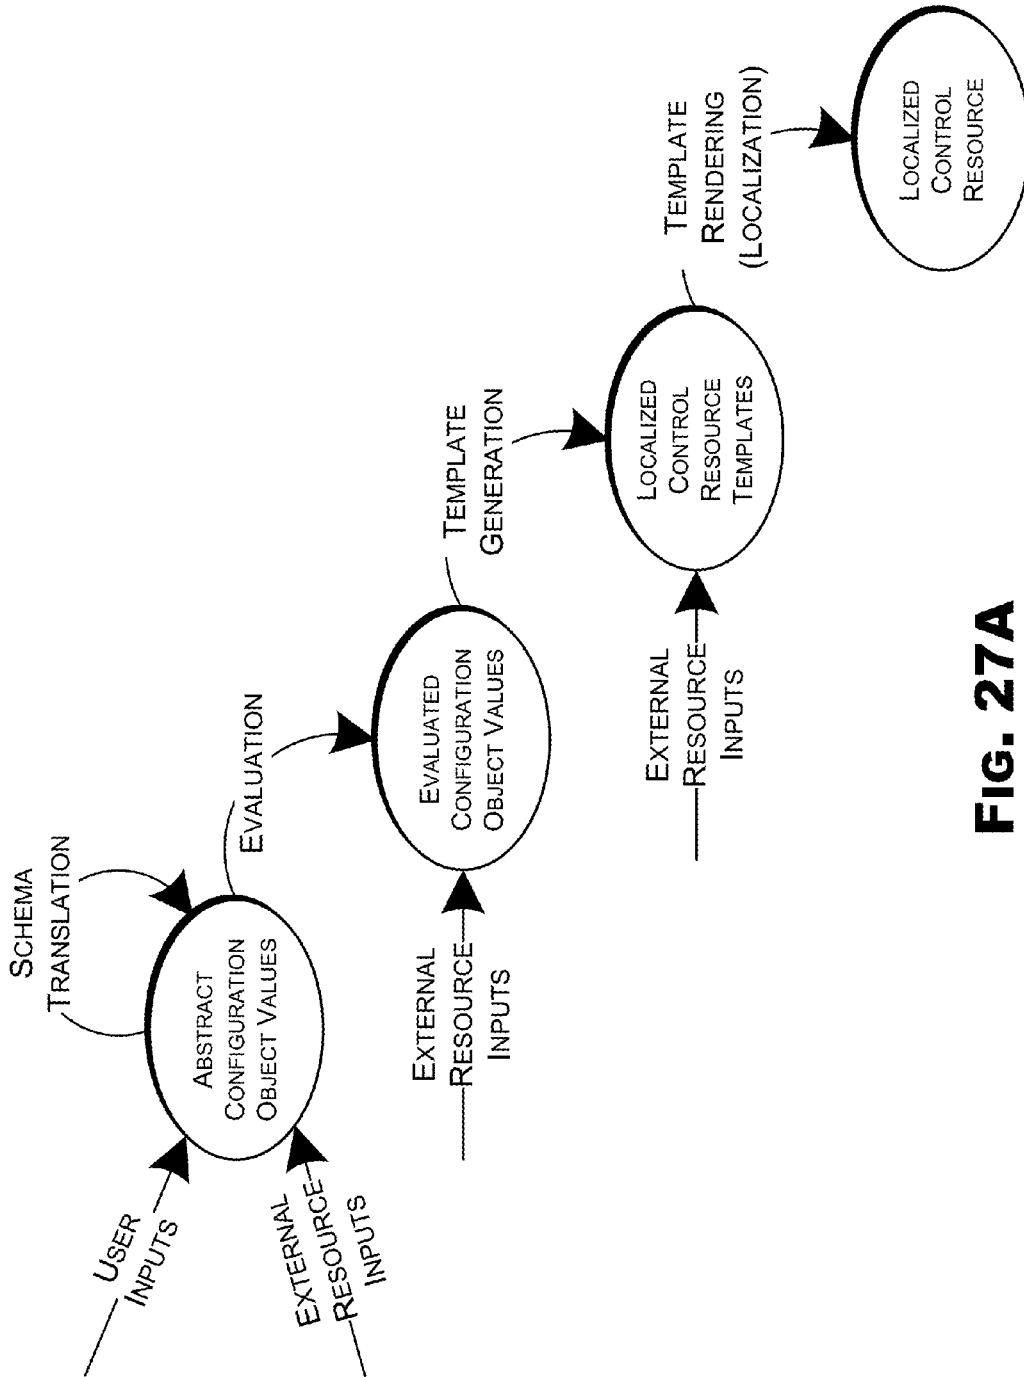 SCHEMA
TRANSLATION
USER
INPUTS
EXTERNAL
RESOURCE
INPUTS
ABSTRACT
CONFIGURATION
OBJECT VALUES
EVALUATION
EXTERNAL
RESOURCE
INPUTS
EVALUATED
CONFIGURATION
OBJECT VALUES
TEMPLATE
GENERATION
EXTERNAL
RESOURCE
INPUTS
LOCALIZED
CONTROL
RESOURCE
TEMPLATES
TEMPLATE
RENDERING
(LOCALIZATION)
LOCALIZED
CONTROL
RESOURCE
FIG. 27A